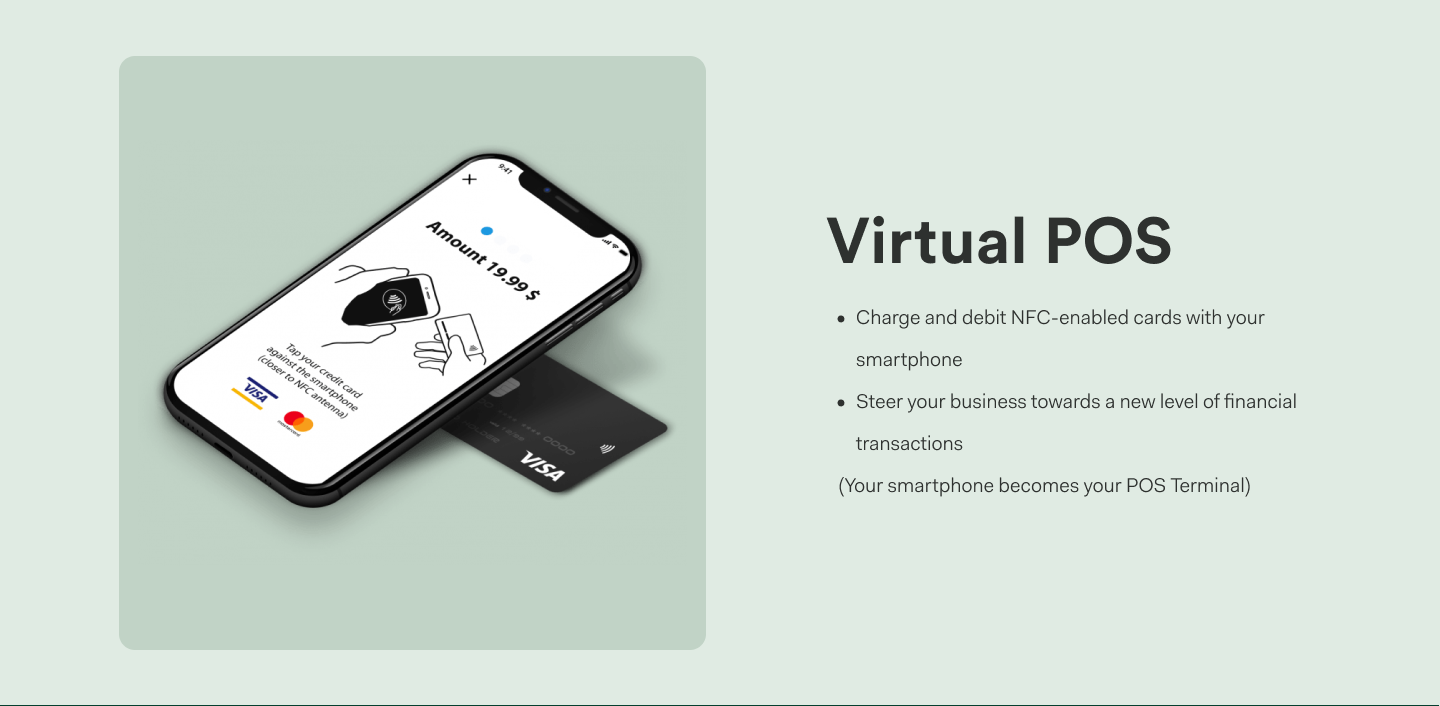 9:41
Amount 19.99 $
Tap your credit card
against the smartphone
(closer to NFC antenna)
VISA
mastercard
VISA
Virtual POS
• Charge and debit NFC-enabled cards with your
smartphone
• Steer your business towards a new level of financial
transactions
(Your smartphone becomes your POS Terminal)